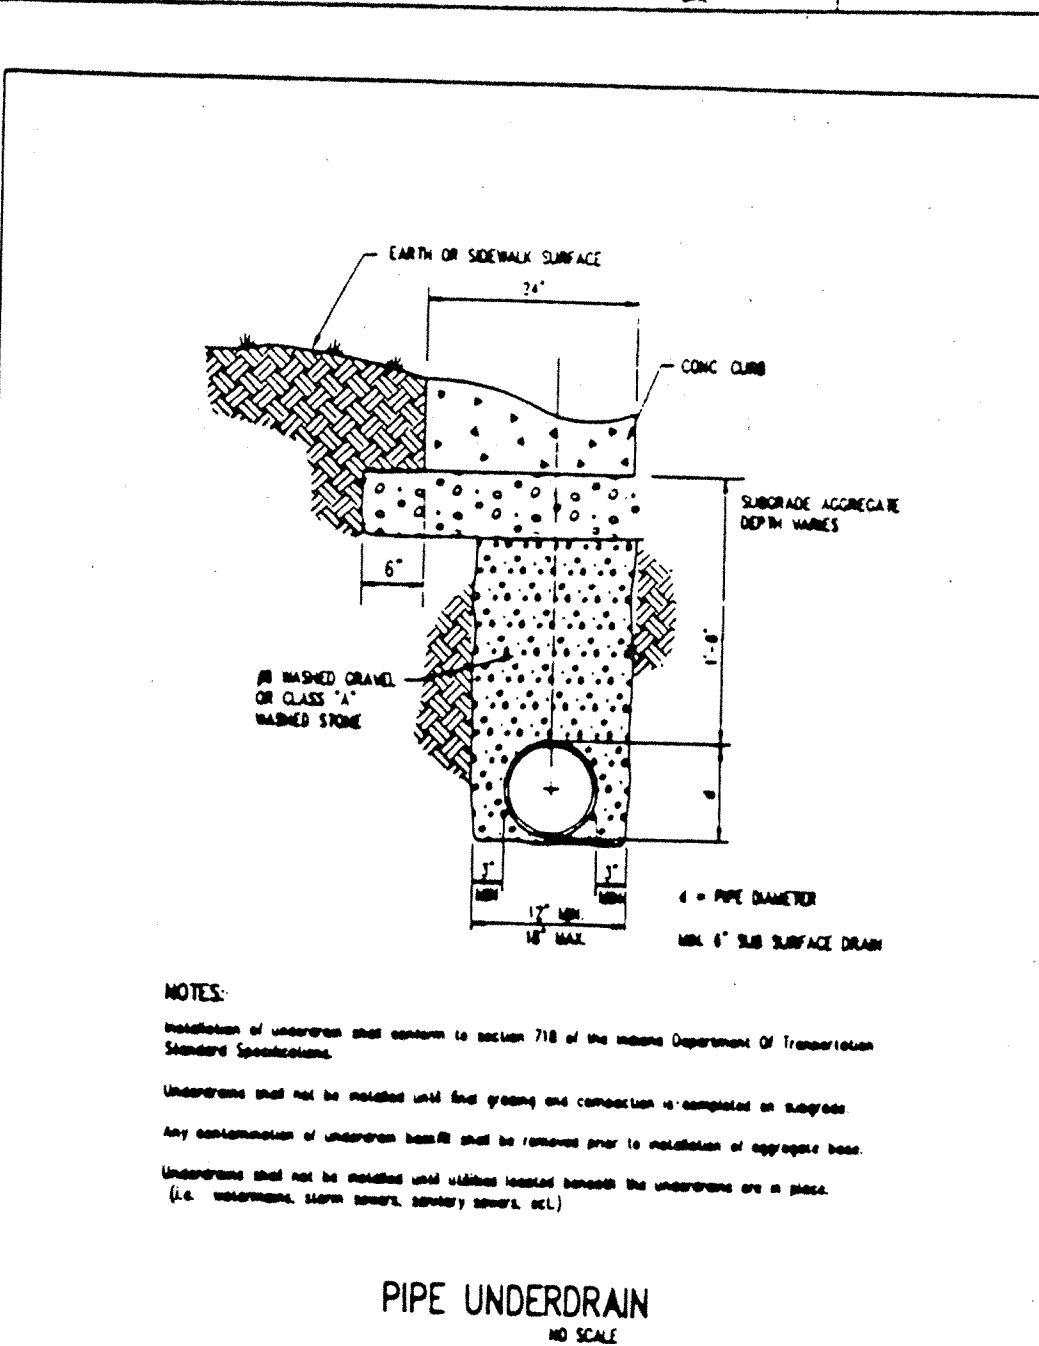 EARTH OR SIDEWALK SURFACE
24"
CONC CURB
SUBGRADE AGGREGATE
DEPTH VARIES
6"
#8 WASHED GRAVEL
OR CLASS "A"
WASHED STONE
d
3"
MIN
3"
MIN
12" MIN.
18" MAX.
d = PIPE DIAMETER
MIN. 6" SUB SURFACE DRAIN
NOTES:
Installation of underdrain shall conform to section 718 of the Indiana Department Of Tranportation
Standard Specifications.
Underdrains shall not be installed until final grading and compaction is completed on subgrade.
Any contamination of underdrain backfill shall be removed prior to installation of aggregate base.
Underdrains shall not be installed until utilities located beneath the underdrains are in place.
(i.e. watermains, storm sewers, sanitary sewers, ect.)
PIPE UNDERDRAIN
NO SCALE